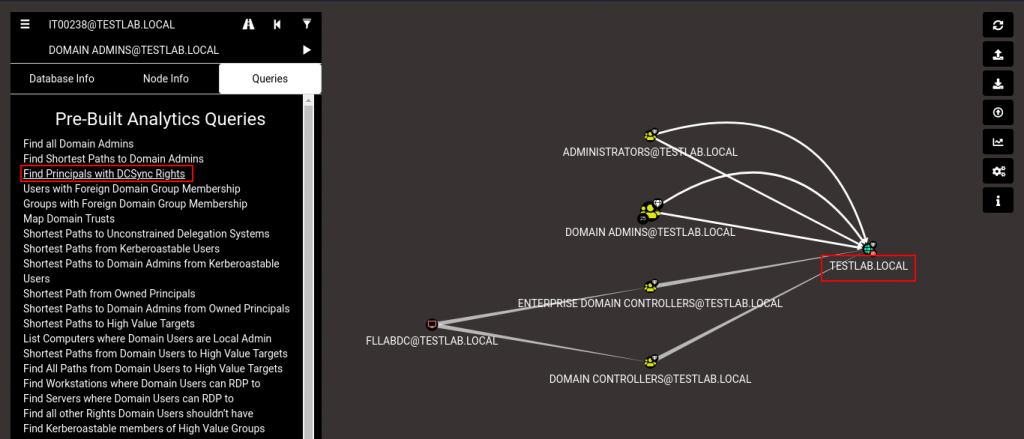 IT00238@TESTLAB.LOCAL
DOMAIN ADMINS@TESTLAB.LOCAL
Database Info
Node Info
Queries
Pre-Built Analytics Queries
Find all Domain Admins
Find Shortest Paths to Domain Admins
Find Principals with DCSync Rights
Users with Foreign Domain Group Membership
Groups with Foreign Domain Group Membership
Map Domain Trusts
Shortest Paths to Unconstrained Delegation Systems
Shortest Paths from Kerberoastable Users
Shortest Paths to Domain Admins from Kerberoastable
Users
Shortest Path from Owned Principals
Shortest Paths to Domain Admins from Owned Principals
Shortest Paths to High Value Targets
List Computers where Domain Users are Local Admin
Shortest Paths from Domain Users to High Value Targets
Find All Paths from Domain Users to High Value Targets
Find Workstations where Domain Users can RDP to
Find Servers where Domain Users can RDP to
Find all other Rights Domain Users shouldn't have
Find Kerberoastable members of High Value Groups
ADMINISTRATORS@TESTLAB.LOCAL
25
DOMAIN ADMINS@TESTLAB.LOCAL
TESTLAB.LOCAL
ENTERPRISE DOMAIN CONTROLLERS@TESTLAB.LOCAL
FLLABDC@TESTLAB.LOCAL
DOMAIN CONTROLLERS@TESTLAB.LOCAL